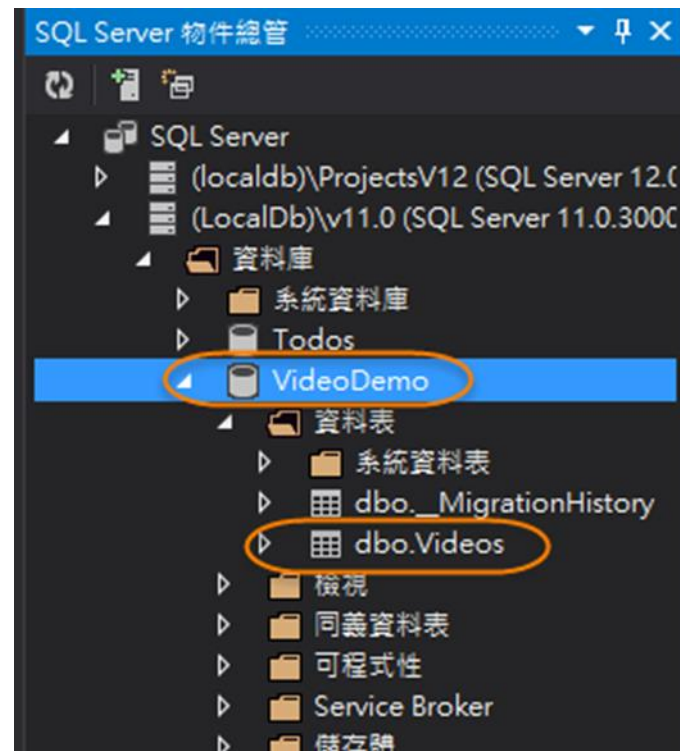 SQL Server 物件總管
SQL Server
(localdb)\ProjectsV12 (SQL Server 12.0
(LocalDb)\v11.0 (SQL Server 11.0.3000
資料庫
系統資料庫
Todos
VideoDemo
資料表
系統資料表
dbo.__MigrationHistory
dbo.Videos
檢視
同義資料表
可程式性
Service Broker
儲存體